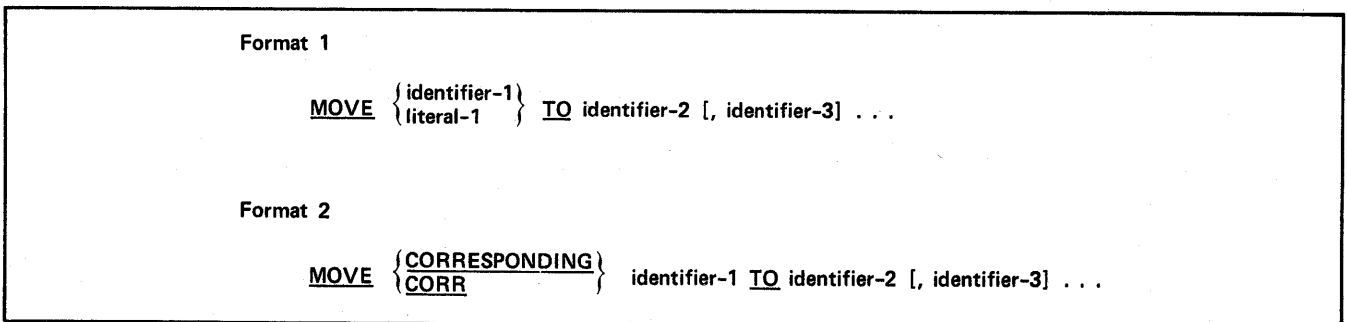 Format 1
MOVE {identifier-1 literal-1} TO identifier-2 [, identifier-3] . . .
Format 2
MOVE {CORRESPONDING CORR} identifier-1 TO identifier-2 [, identifier-3] . . .